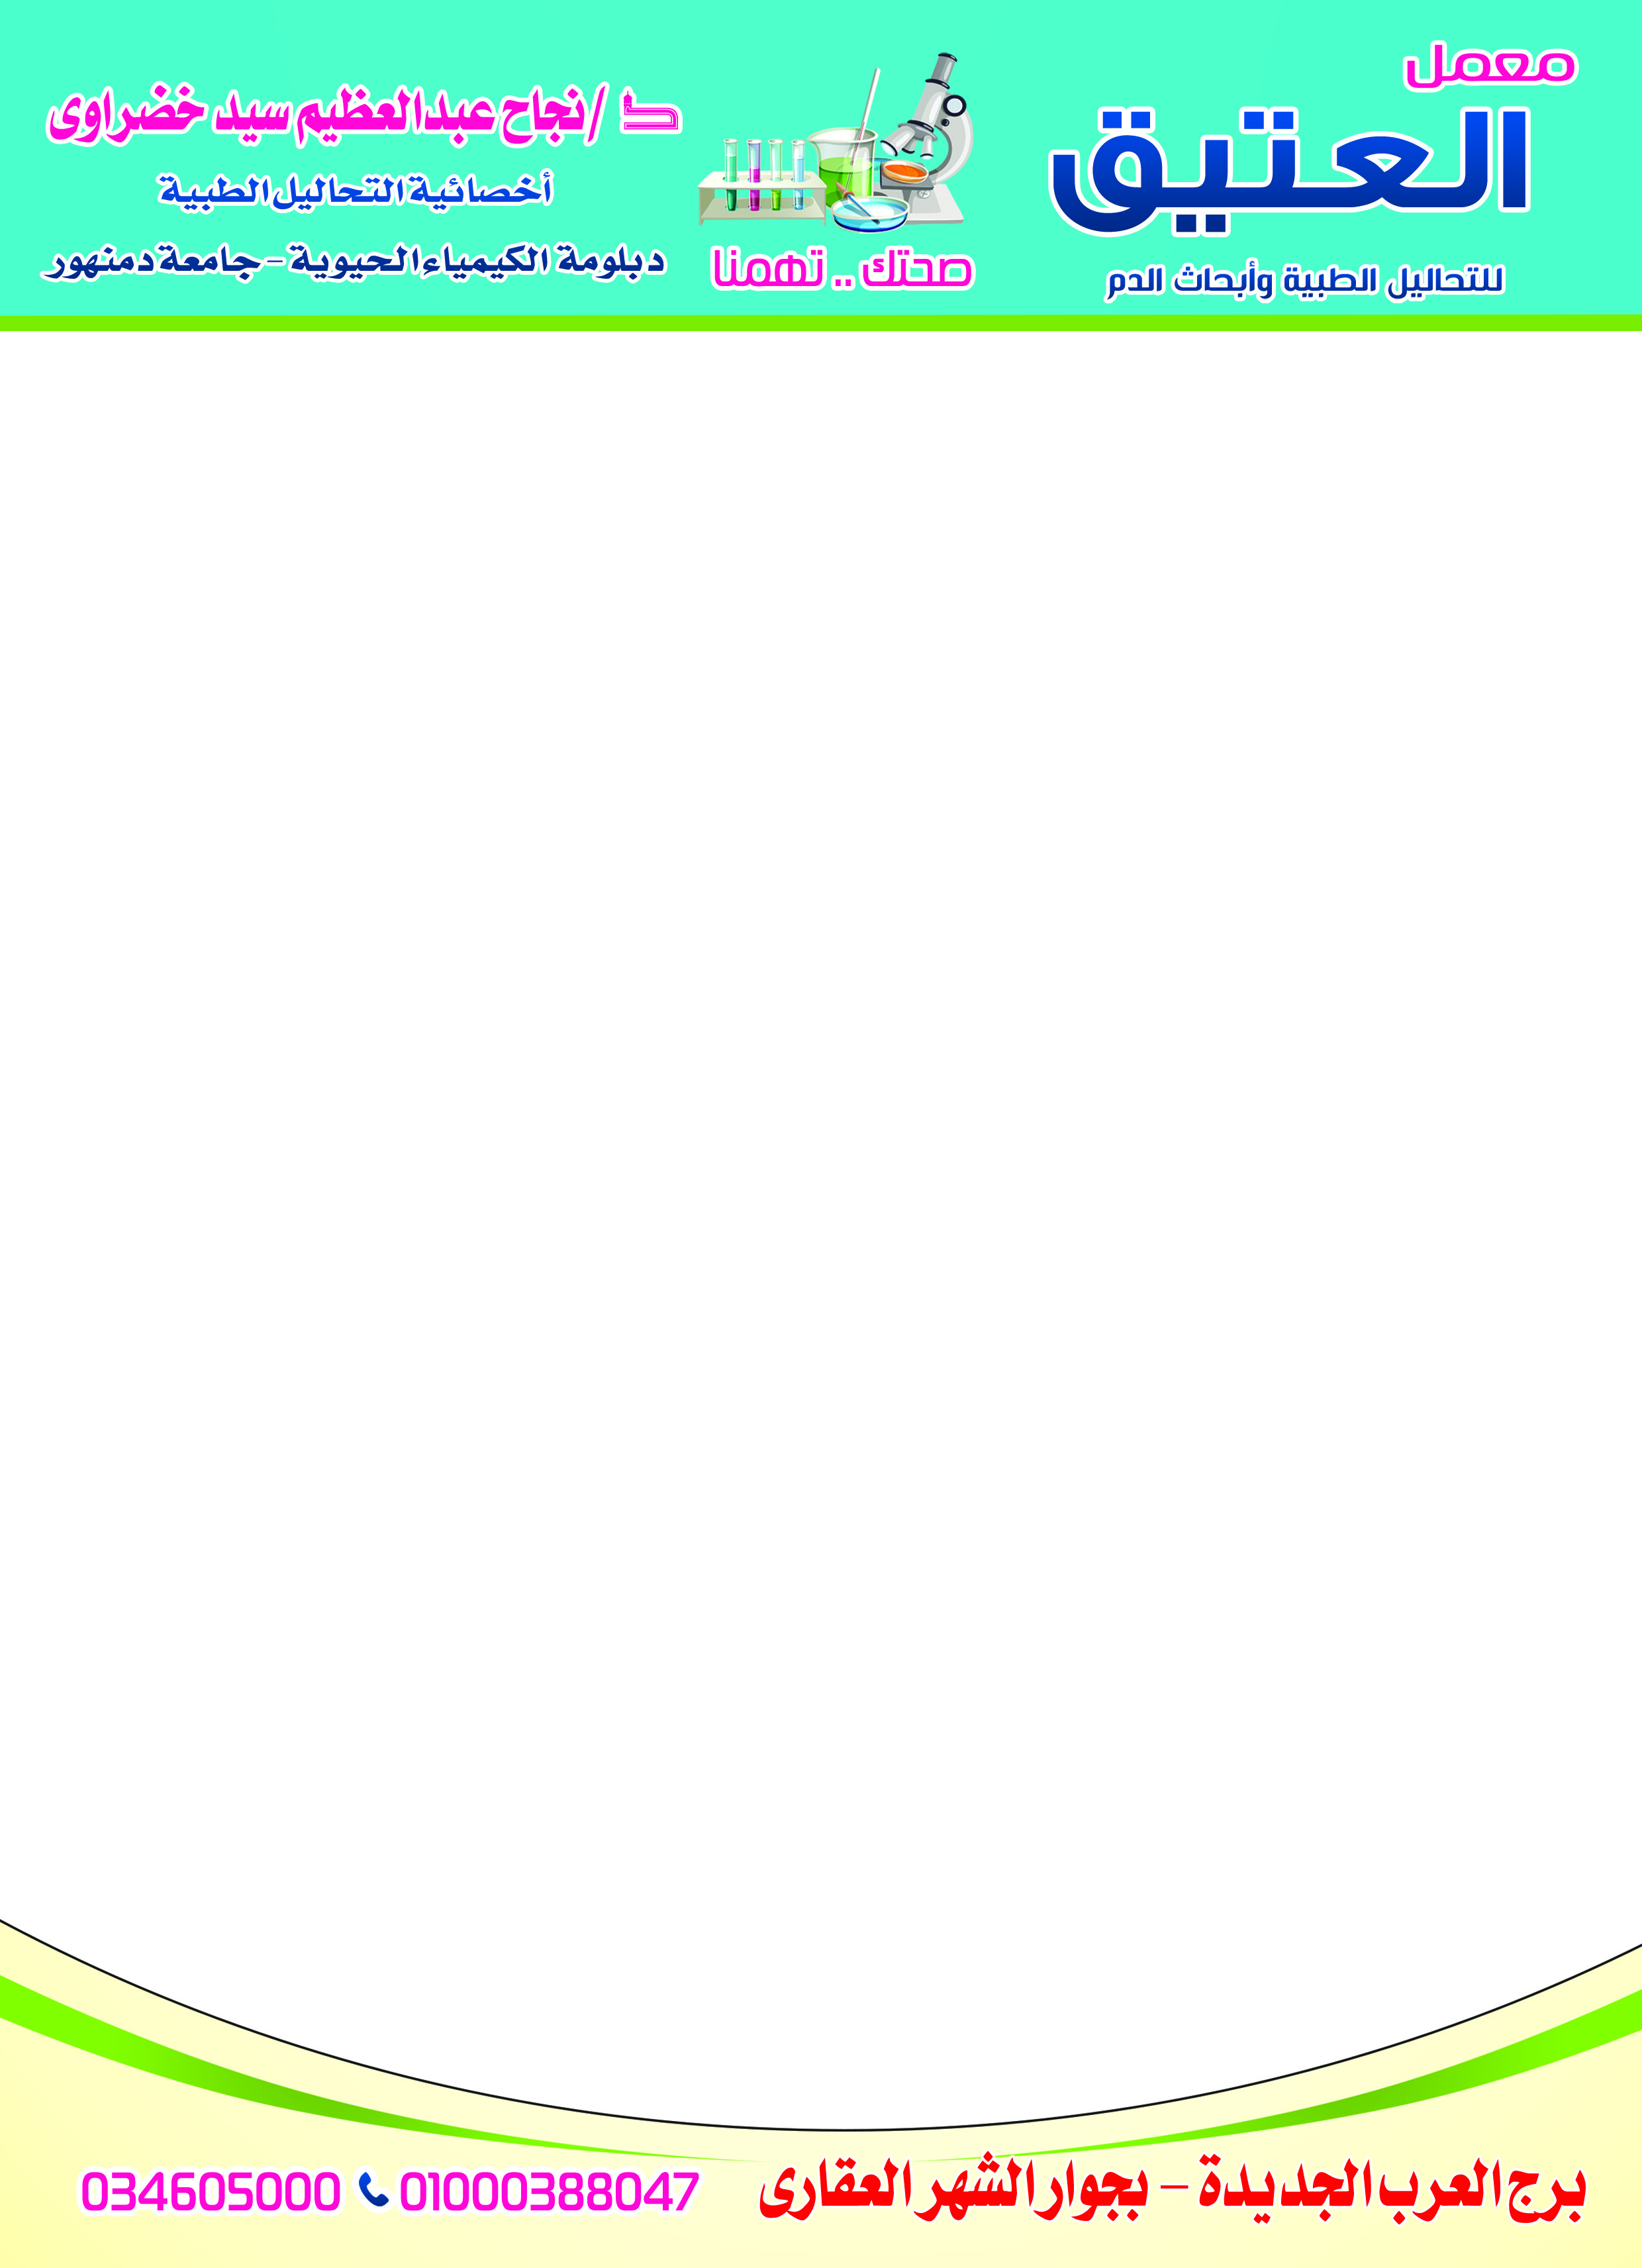 معمل
العتيق
للتحاليل الطبية وأبحاث الدم
صحتك .. تهمنا
د / نجاح عبدالعظيم سيد خضراوى
أخصائية التحاليل الطبية
دبلومة الكيمياء الحيوية - جامعة دمنهور
برج العرب الجديدة - بجوار الشهر العقارى
01000388047 034605000